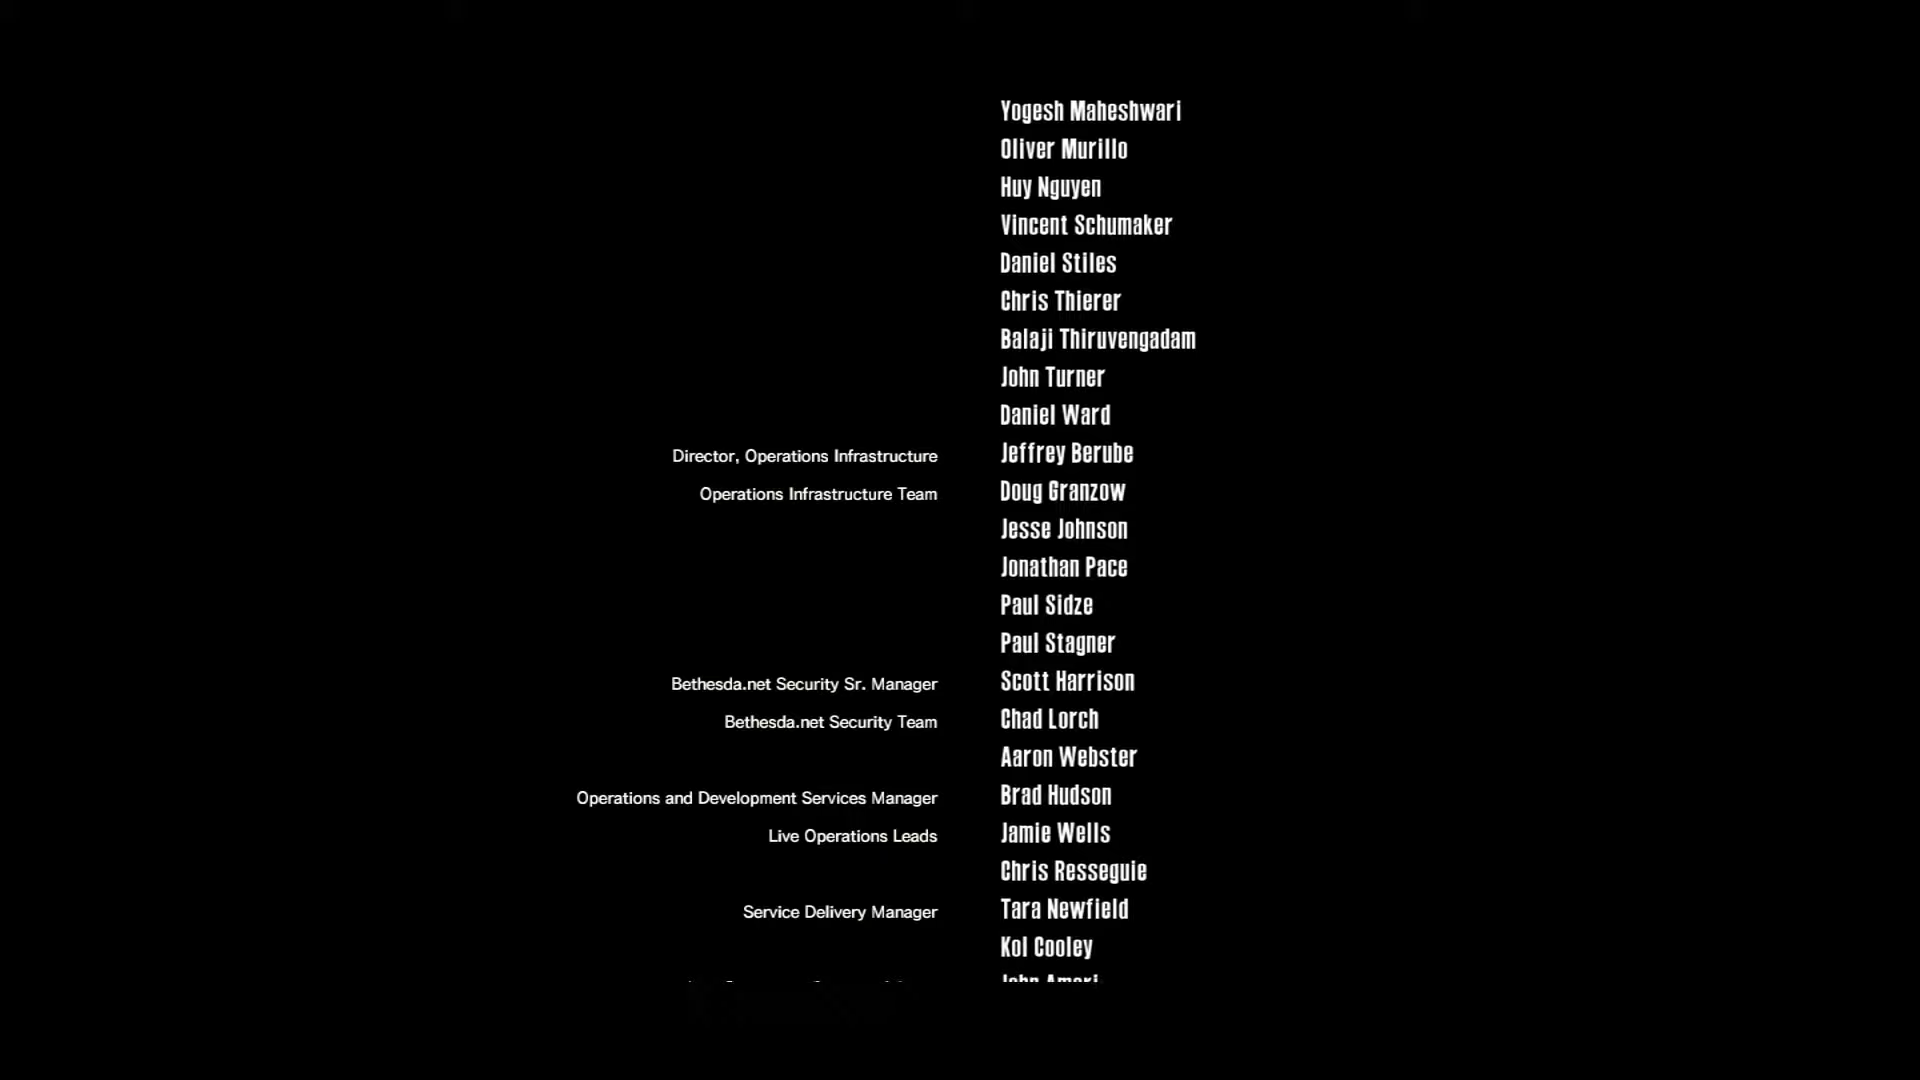 Yogesh Maheshwari
Oliver Murillo
Huy Nguyen
Vincent Schumaker
Daniel Stiles
Chris Thierer
Balaji Thiruvengadam
John Turner
Daniel Ward
Director, Operations Infrastructure Jeffrey Berube
Operations Infrastructure Team Doug Granzow
Jesse Johnson
Jonathan Pace
Paul Sidze
Paul Stagner
Bethesda.net Security Sr. Manager Scott Harrison
Bethesda.net Security Team Chad Lorch
Aaron Webster
Operations and Development Services Manager Brad Hudson
Live Operations Leads Jamie Wells
Chris Resseguie
Service Delivery Manager Tara Newfield
Kol Cooley
John